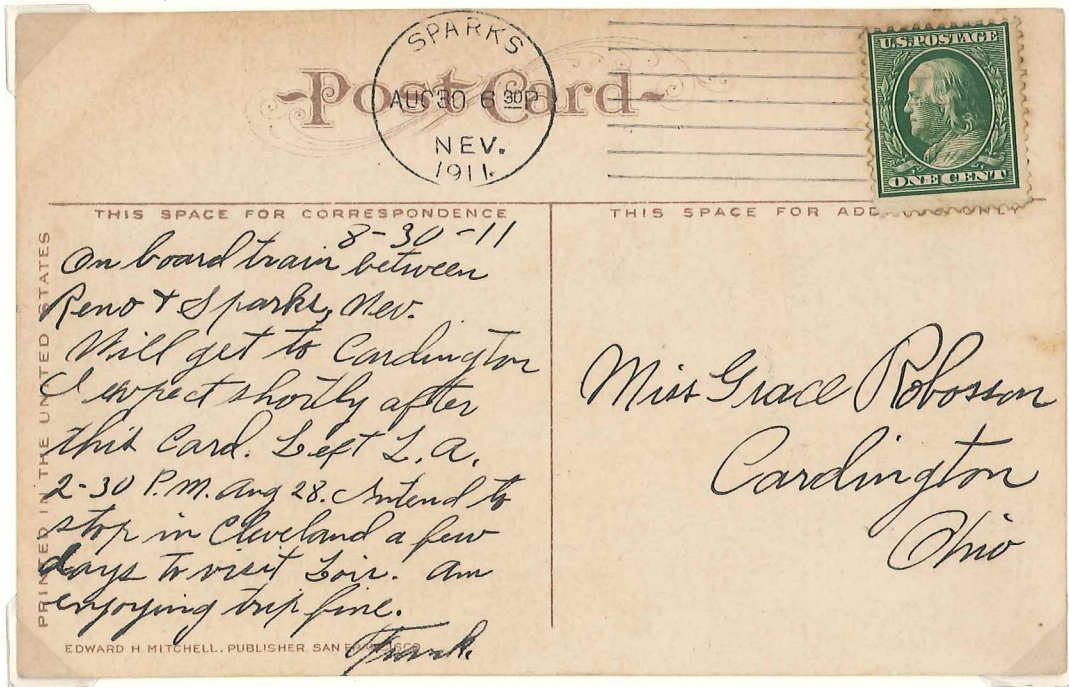 SPARKS
AUG 30 6 30P
NEV.
1911
Post Card
U.S. POSTAGE
ONE CENT
THIS SPACE FOR CORRESPONDENCE
8-30-11
On board train between
Reno & Sparks, Nev.
Will get to Cardington
I expect shortly after
this Card. Left L.A.
2-30 P.M. Aug 28. Intend to
stop in Cleveland a few
days to visit Lois. Am
enjoying trip fine.
Frank.
PRINTED IN THE UNITED STATES
EDWARD H. MITCHELL, PUBLISHER. SAN FRANCISCO
THIS SPACE FOR ADD ONLY
Miss Grace Robosson
Cardington
Ohio